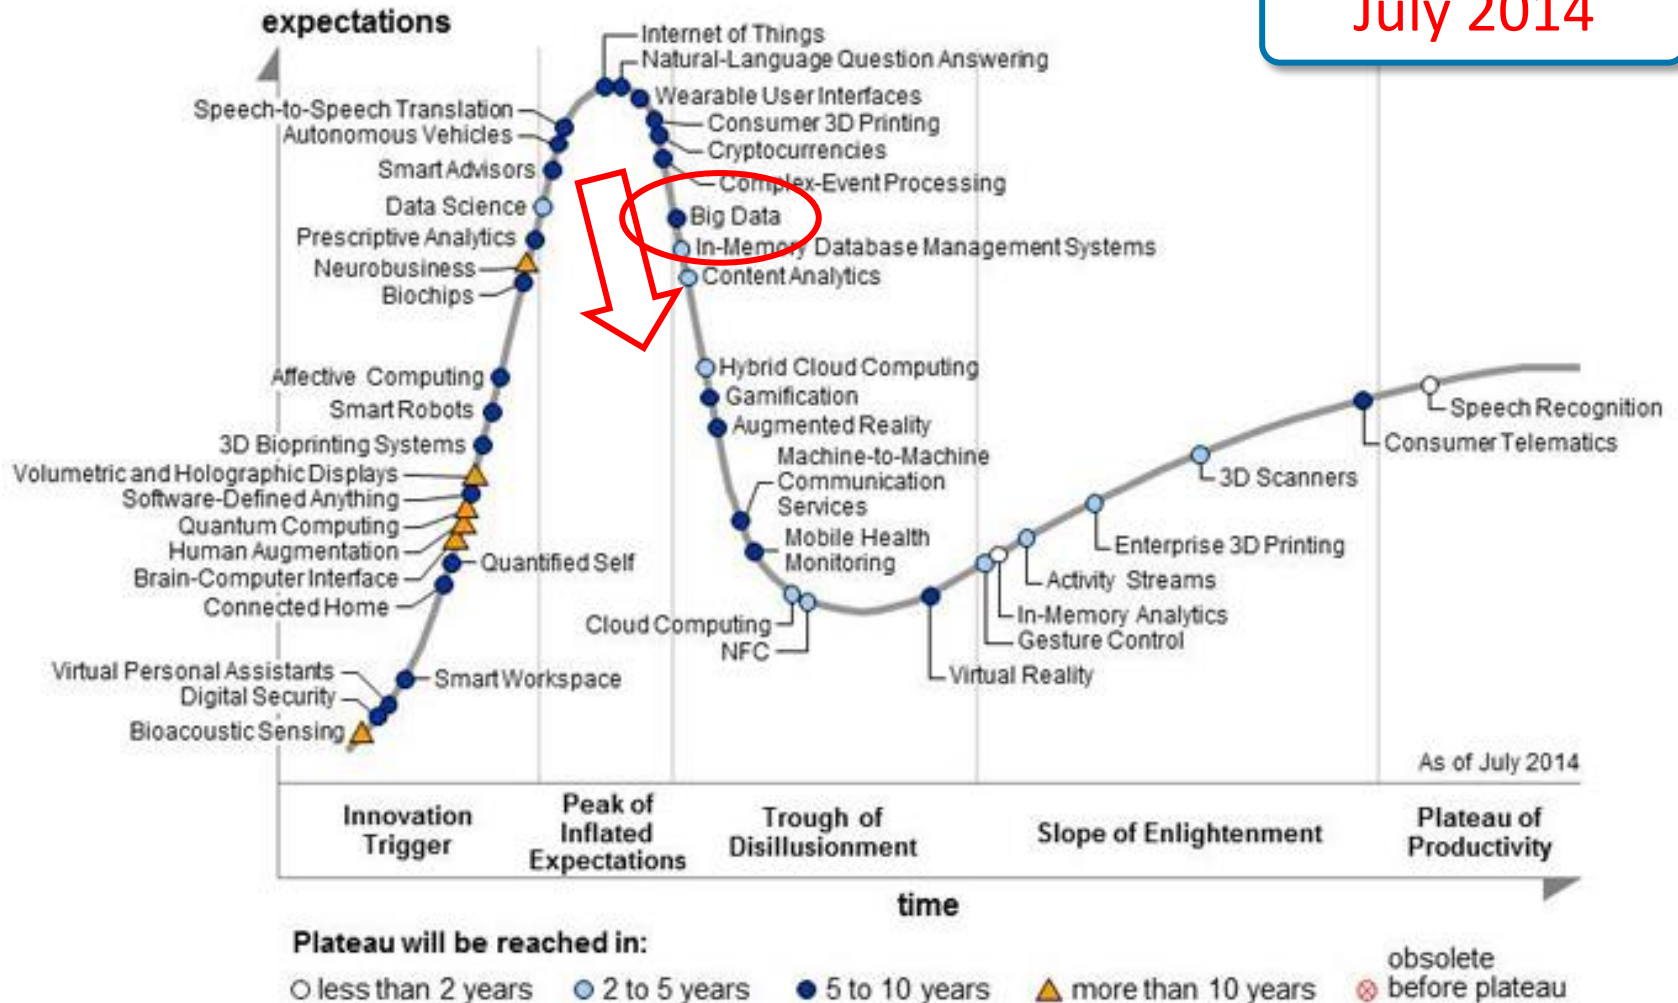 expectations
July 2014
Internet of Things
Natural-Language Question Answering
Wearable User Interfaces
Consumer 3D Printing
Cryptocurrencies
Complex-Event Processing
Big Data
In-Memory Database Management Systems
Content Analytics
Speech-to-Speech Translation
Autonomous Vehicles
Smart Advisors
Data Science
Prescriptive Analytics
Neurobusiness
Biochips
Affective Computing
Smart Robots
3D Bioprinting Systems
Volumetric and Holographic Displays
Software-Defined Anything
Quantum Computing
Human Augmentation
Brain-Computer Interface
Quantified Self
Connected Home
Virtual Personal Assistants
Digital Security
Smart Workspace
Bioacoustic Sensing
Hybrid Cloud Computing
Gamification
Augmented Reality
Machine-to-Machine
Communication
Services
Mobile Health
Monitoring
Cloud Computing
NFC
Speech Recognition
Consumer Telematics
3D Scanners
Enterprise 3D Printing
Activity Streams
In-Memory Analytics
Gesture Control
Virtual Reality
As of July 2014
Innovation
Trigger
Peak of
Inflated
Expectations
Trough of
Disillusionment
Slope of Enlightenment
Plateau of
Productivity
time
Plateau will be reached in:
less than 2 years
2 to 5 years
5 to 10 years
more than 10 years
obsolete
before plateau